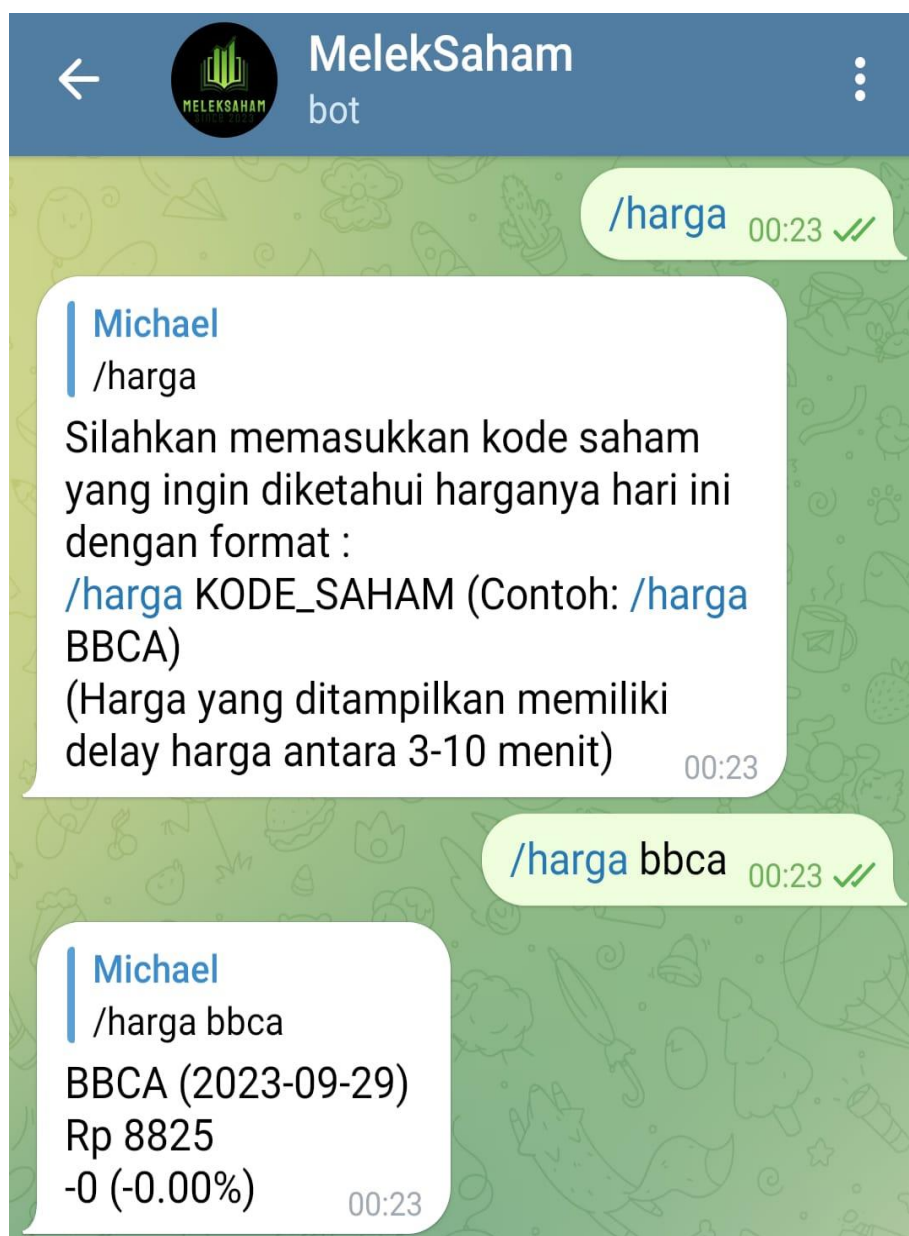 MelekSaham
bot
MELEKSAHAM
SINCE 2023
/harga 00:23
Michael
/harga
Silahkan memasukkan kode saham
yang ingin diketahui harganya hari ini
dengan format :
/harga KODE_SAHAM (Contoh: /harga
BBCA)
(Harga yang ditampilkan memiliki
delay harga antara 3-10 menit) 00:23
/harga bbca 00:23
Michael
/harga bbca
BBCA (2023-09-29)
Rp 8825
-0 (-0.00%) 00:23